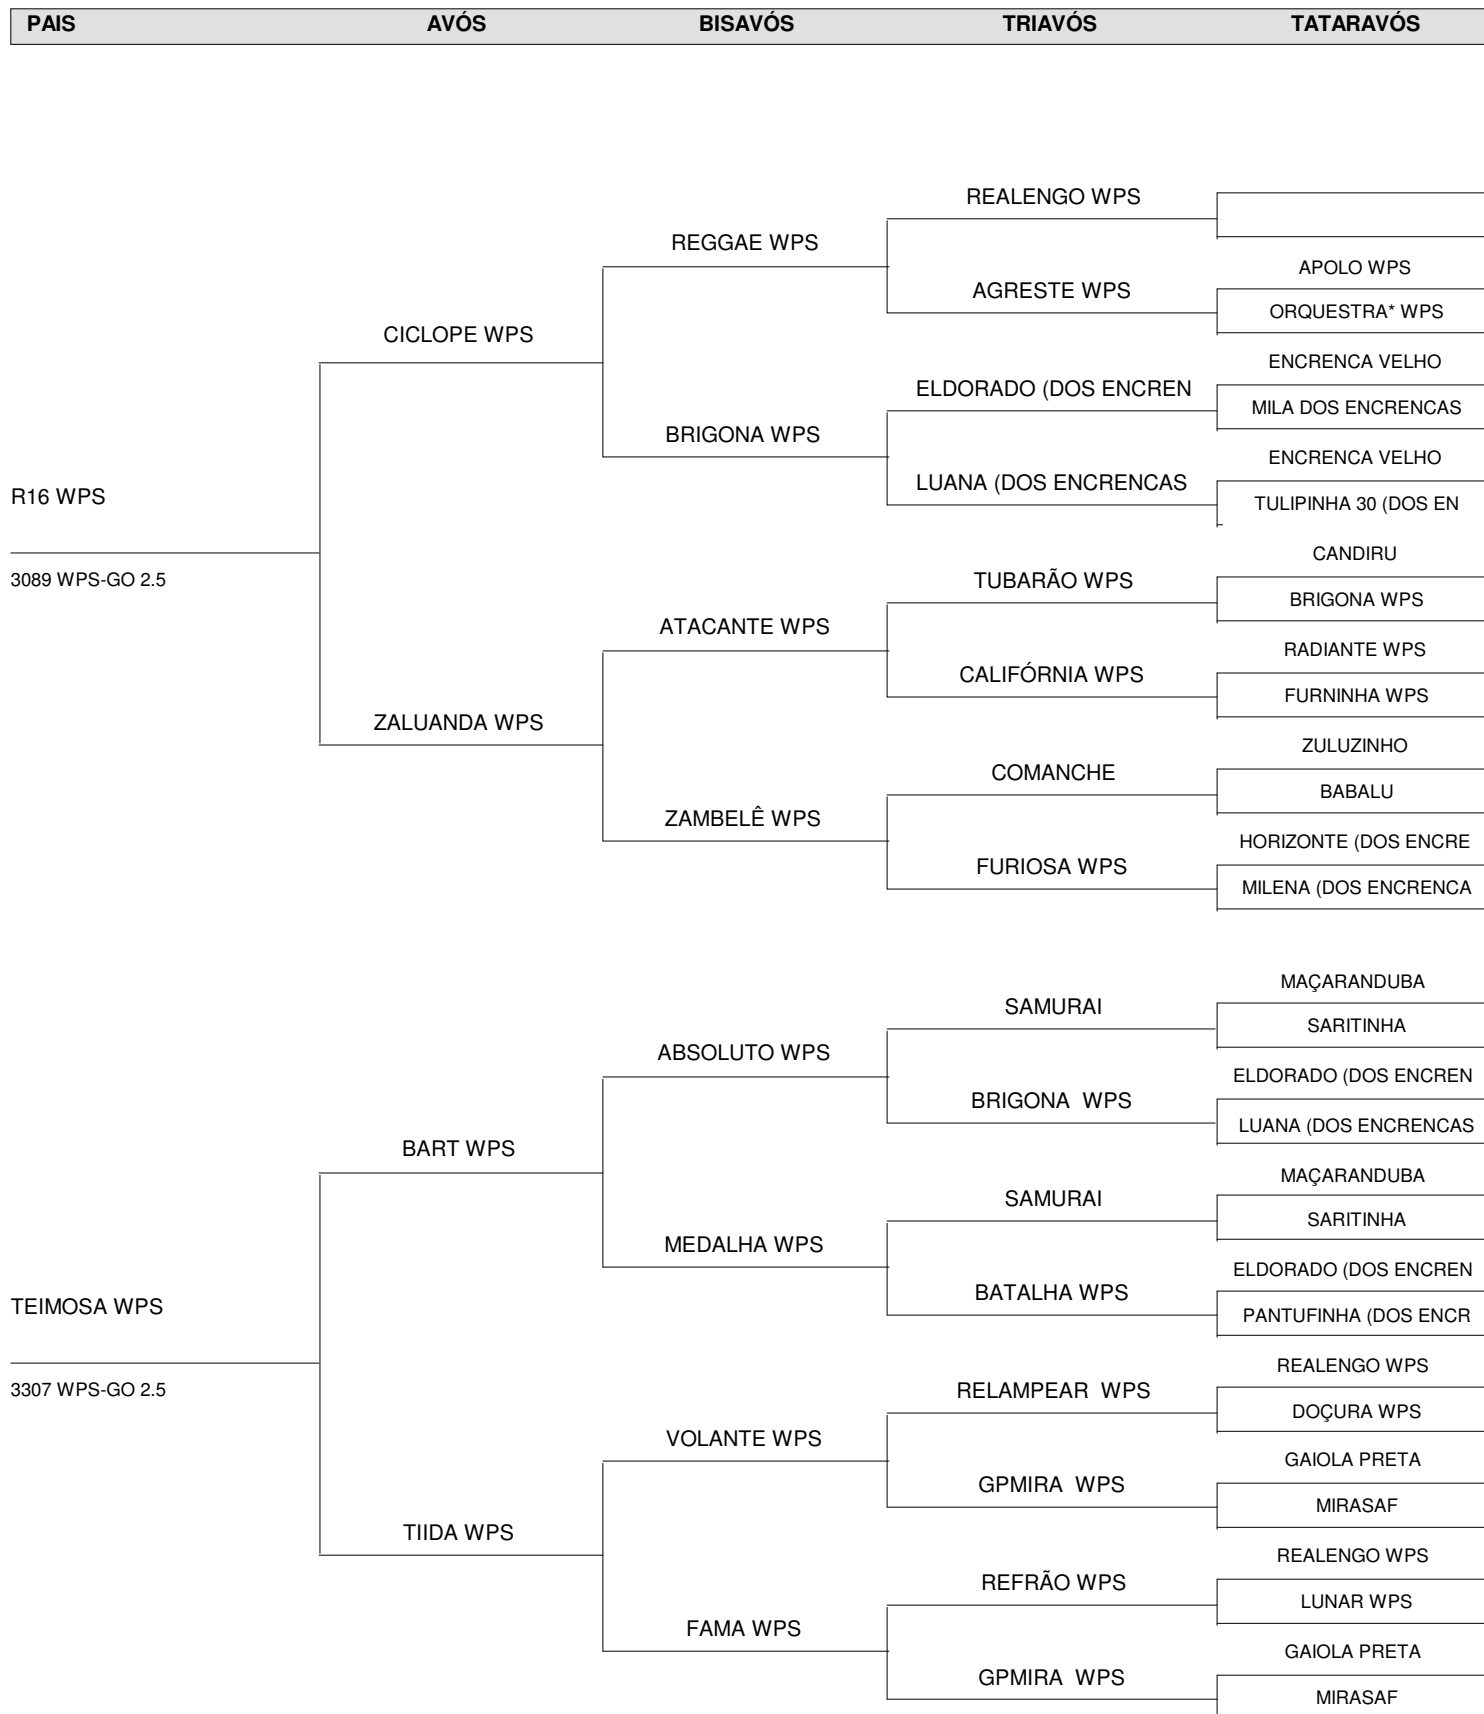 PAIS AVÓS BISAVÓS TRIAVÓS TATARAVÓS
REALENGO WPS
REGGAE WPS
APOLO WPS
AGRESTE WPS
ORQUESTRA* WPS
CICLOPE WPS
ENCRENCA VELHO
ELDORADO (DOS ENCREN
MILA DOS ENCRENCAS
BRIGONA WPS
ENCRENCA VELHO
LUANA (DOS ENCRENCAS
R16 WPS
TULIPINHA 30 (DOS EN
CANDIRU
3089 WPS-GO 2.5
TUBARÃO WPS
BRIGONA WPS
ATACANTE WPS
RADIANTE WPS
CALIFÓRNIA WPS
FURNINHA WPS
ZALUANDA WPS
ZULUZINHO
COMANCHE
BABALU
ZAMBELÊ WPS
HORIZONTE (DOS ENCRE
FURIOSA WPS
MILENA (DOS ENCRENCA
MAÇARANDUBA
SAMURAI
SARITINHA
ABSOLUTO WPS
ELDORADO (DOS ENCREN
BRIGONA WPS
LUANA (DOS ENCRENCAS
BART WPS
MAÇARANDUBA
SAMURAI
SARITINHA
MEDALHA WPS
ELDORADO (DOS ENCREN
BATALHA WPS
TEIMOSA WPS
PANTUFINHA (DOS ENCR
REALENGO WPS
3307 WPS-GO 2.5
RELAMPEAR WPS
DOÇURA WPS
VOLANTE WPS
GAIOLA PRETA
GPMIRA WPS
MIRASAF
TIIDA WPS
REALENGO WPS
REFRÃO WPS
LUNAR WPS
FAMA WPS
GAIOLA PRETA
GPMIRA WPS
MIRASAF